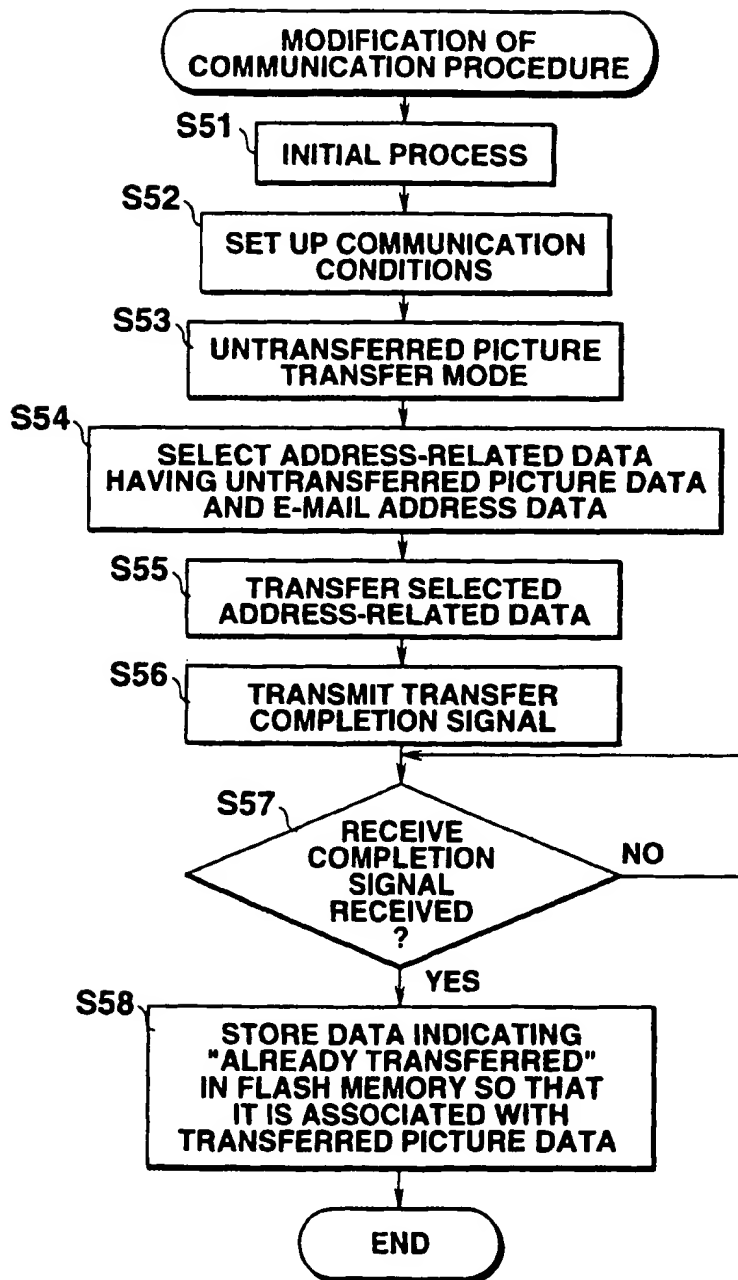 MODIFICATION OF
COMMUNICATION PROCEDURE
S51
INITIAL PROCESS
S52
SET UP COMMUNICATION
CONDITIONS
S53
UNTRANSFERRED PICTURE
TRANSFER MODE
S54
SELECT ADDRESS-RELATED DATA
HAVING UNTRANSFERRED PICTURE DATA
AND E-MAIL ADDRESS DATA
S55
TRANSFER SELECTED
ADDRESS-RELATED DATA
S56
TRANSMIT TRANSFER
COMPLETION SIGNAL
S57
RECEIVE
COMPLETION
SIGNAL
RECEIVED
?
NO
YES
S58
STORE DATA INDICATING
"ALREADY TRANSFERRED"
IN FLASH MEMORY SO THAT
IT IS ASSOCIATED WITH
TRANSFERRED PICTURE DATA
END